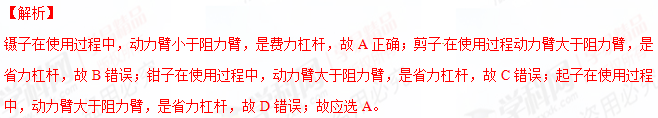 【解析】
镊子在使用过程中，动力臂小于阻力臂，是费力杠杆，故 A 正确；剪子在使用过程动力臂大于阻力臂，是
省力杠杆，故 B 错误；钳子在使用过程中，动力臂大于阻力臂，是省力杠杆，故 C 错误；起子在使用过程
中，动力臂大于阻力臂，是省力杠杆，故 D 错误；故应选 A。